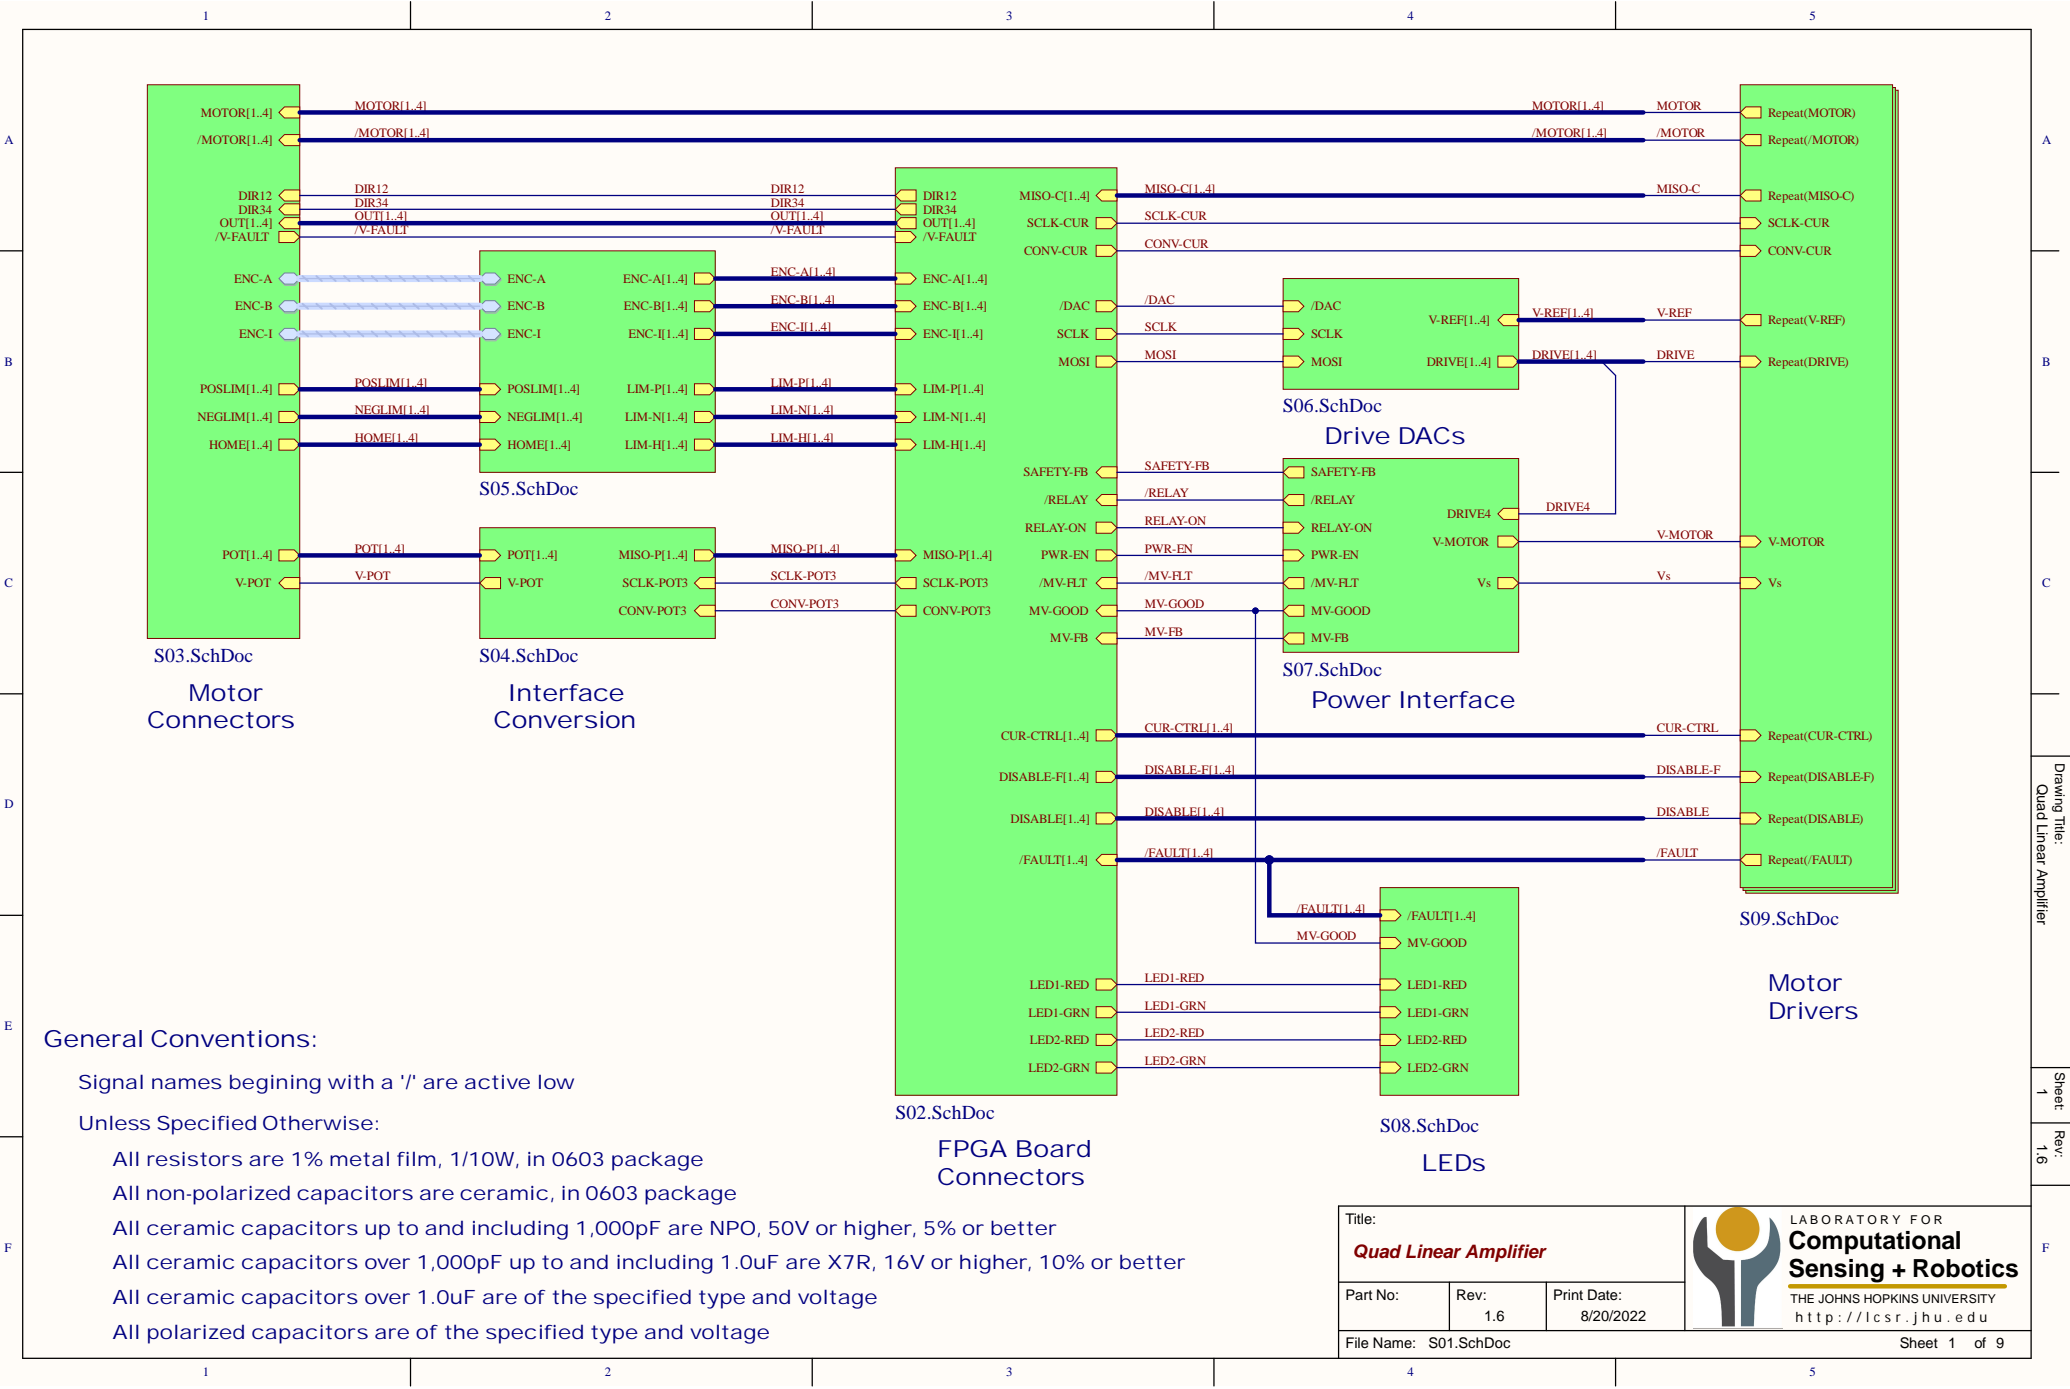 1 2 3 4 5
A
B
C
D
E
F
MOTOR[1..4]
/MOTOR[1..4]
DIR12
DIR34
OUT[1..4]
/V-FAULT
ENC-A
ENC-B
ENC-I
POSLIM[1..4]
NEGLIM[1..4]
HOME[1..4]
POT[1..4]
V-POT
S03.SchDoc
Motor
Connectors
MOTOR[1..4]
/MOTOR[1..4]
DIR12
DIR34
OUT[1..4]
/V-FAULT
POSLIM[1..4]
NEGLIM[1..4]
HOME[1..4]
POT[1..4]
V-POT
ENC-A ENC-A[1..4]
ENC-B ENC-B[1..4]
ENC-I ENC-I[1..4]
POSLIM[1..4] LIM-P[1..4]
NEGLIM[1..4] LIM-N[1..4]
HOME[1..4] LIM-H[1..4]
S05.SchDoc
POT[1..4] MISO-P[1..4]
V-POT SCLK-POT3
CONV-POT3
S04.SchDoc
Interface
Conversion
DIR12
DIR34
OUT[1..4]
/V-FAULT
ENC-A[1..4]
ENC-B[1..4]
ENC-I[1..4]
LIM-P[1..4]
LIM-N[1..4]
LIM-H[1..4]
MISO-P[1..4]
SCLK-POT3
CONV-POT3
DIR12 MISO-C[1..4]
DIR34
OUT[1..4] SCLK-CUR
/V-FAULT
CONV-CUR
ENC-A[1..4]
ENC-B[1..4] /DAC
ENC-I[1..4] SCLK
MOSI
LIM-P[1..4]
LIM-N[1..4]
LIM-H[1..4]
SAFETY-FB
/RELAY
RELAY-ON
MISO-P[1..4] PWR-EN
SCLK-POT3 /MV-FLT
CONV-POT3 MV-GOOD
MV-FB
CUR-CTRL[1..4]
DISABLE-F[1..4]
DISABLE[1..4]
/FAULT[1..4]
LED1-RED
LED1-GRN
LED2-RED
LED2-GRN
S02.SchDoc
FPGA Board
Connectors
MISO-C[1..4]
SCLK-CUR
CONV-CUR
/DAC
SCLK
MOSI
SAFETY-FB
/RELAY
RELAY-ON
PWR-EN
/MV-FLT
MV-GOOD
MV-FB
CUR-CTRL[1..4]
DISABLE-F[1..4]
DISABLE[1..4]
/FAULT[1..4]
/FAULT[1..4]
MV-GOOD
LED1-RED
LED1-GRN
LED2-RED
LED2-GRN
/DAC
V-REF[1..4]
SCLK
MOSI DRIVE[1..4]
S06.SchDoc
Drive DACs
SAFETY-FB
/RELAY
DRIVE4
RELAY-ON
V-MOTOR
PWR-EN
/MV-FLT Vs
MV-GOOD
MV-FB
S07.SchDoc
Power Interface
/FAULT[1..4]
MV-GOOD
LED1-RED
LED1-GRN
LED2-RED
LED2-GRN
S08.SchDoc
LEDs
MOTOR[1..4] MOTOR
/MOTOR[1..4] /MOTOR
MISO-C
V-REF[1..4] V-REF
DRIVE[1..4] DRIVE
DRIVE4
V-MOTOR
Vs
CUR-CTRL
DISABLE-F
DISABLE
/FAULT
Repeat(MOTOR)
Repeat(/MOTOR)
Repeat(MISO-C)
SCLK-CUR
CONV-CUR
Repeat(V-REF)
Repeat(DRIVE)
V-MOTOR
Vs
Repeat(CUR-CTRL)
Repeat(DISABLE-F)
Repeat(DISABLE)
Repeat(/FAULT)
S09.SchDoc
Motor
Drivers
General Conventions:
Signal names begining with a '/' are active low
Unless Specified Otherwise:
All resistors are 1% metal film, 1/10W, in 0603 package
All non-polarized capacitors are ceramic, in 0603 package
All ceramic capacitors up to and including 1,000pF are NPO, 50V or higher, 5% or better
All ceramic capacitors over 1,000pF up to and including 1.0uF are X7R, 16V or higher, 10% or better
All ceramic capacitors over 1.0uF are of the specified type and voltage
All polarized capacitors are of the specified type and voltage
A
B
C
D
E
F
Drawing Title:
Quad Linear Amplifier
Sheet:
1
Rev:
1.6
Title:
Quad Linear Amplifier
Part No: Rev: Print Date:
1.6 8/20/2022
File Name: S01.SchDoc Sheet 1 of 9
LABORATORY FOR
Computational
Sensing + Robotics
THE JOHNS HOPKINS UNIVERSITY
http://lcsr.jhu.edu
1 2 3 4 5